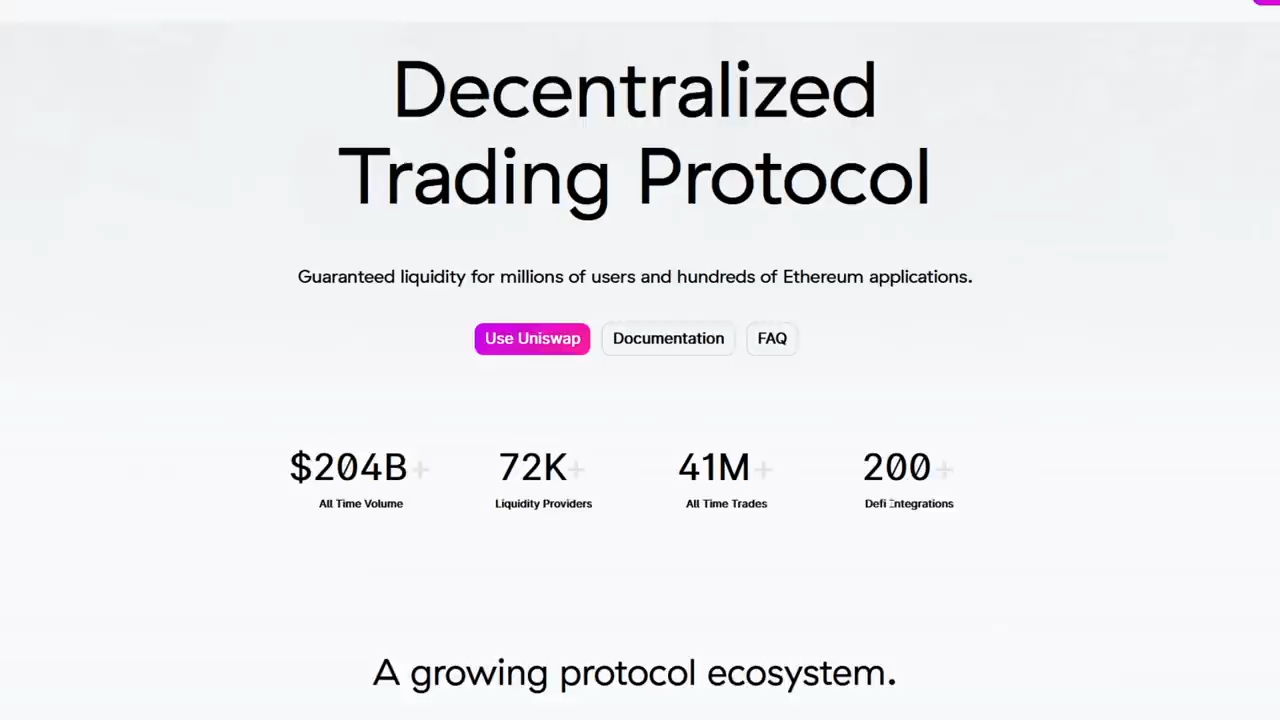 Decentralized
Trading Protocol
Guaranteed liquidity for millions of users and hundreds of Ethereum applications.
Use Uniswap Documentation FAQ
$204B+ 72K+ 41M+ 200+
All Time Volume Liquidity Providers All Time Trades Defi Integrations
A growing protocol ecosystem.